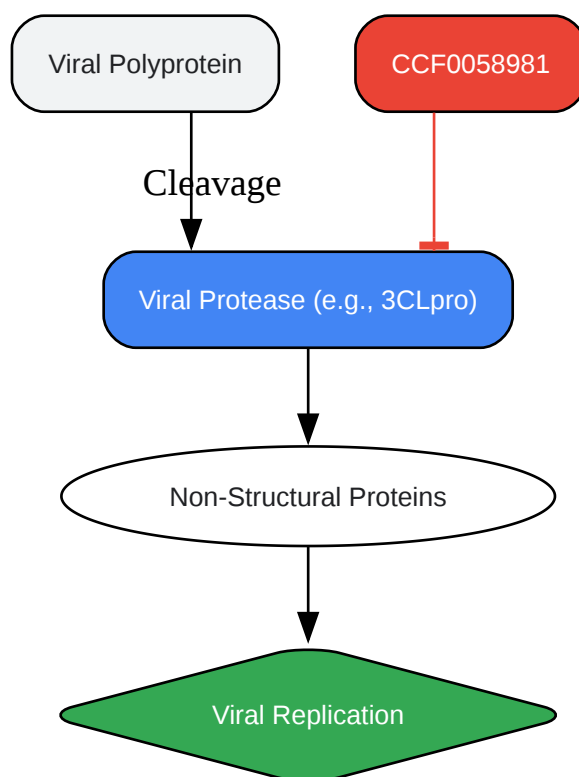 Viral Polyprotein
CCF0058981
Cleavage
Viral Protease (e.g., 3CLpro)
Non-Structural Proteins
Viral Replication